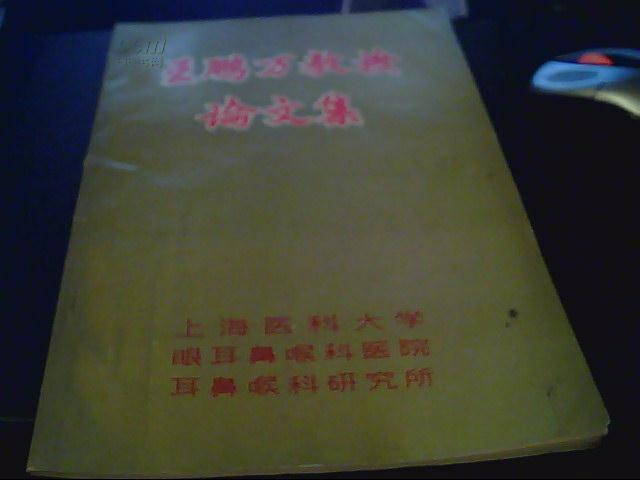 王鹏万教授
论文集
上海医科大学
眼耳鼻喉科医院
耳鼻喉科研究所